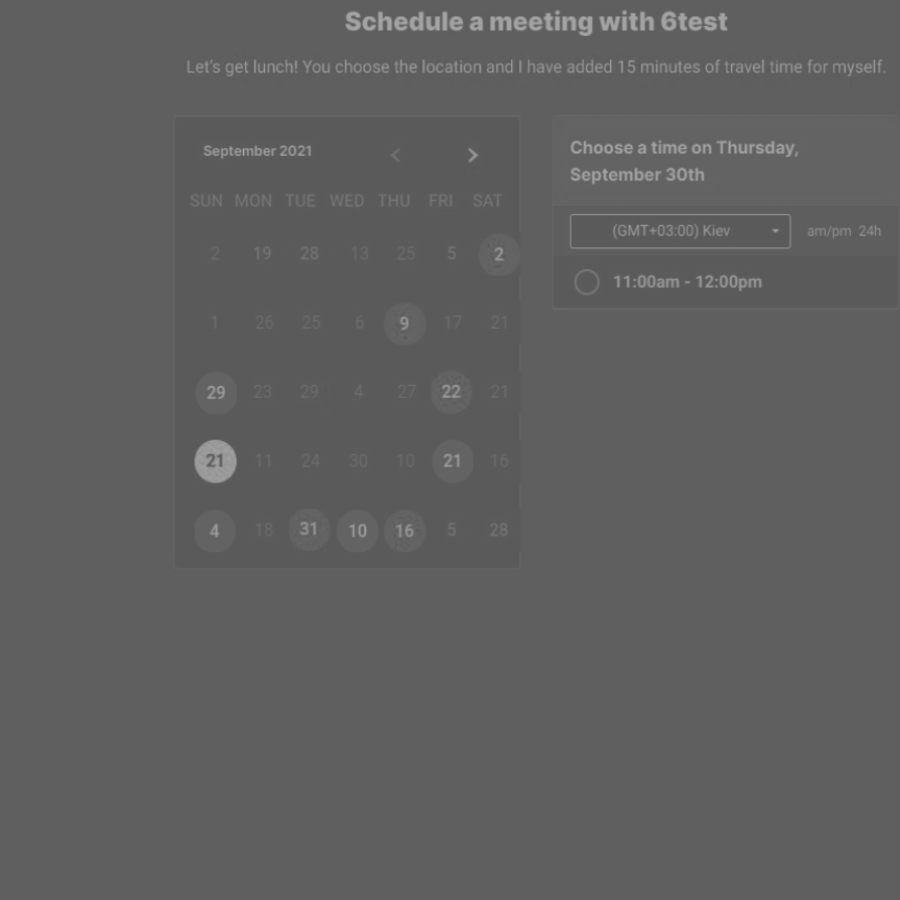 Schedule a meeting with 6test
Let's get lunch! You choose the location and I have added 15 minutes of travel time for myself.
September 2021
SUN MON TUE WED THU FRI SAT
2 19 28 13 25 5 2
1 26 25 6 9 17 21
29 23 29 4 27 22 21
21 11 24 30 10 21 16
4 18 31 10 16 5 28
Choose a time on Thursday,
September 30th
(GMT+03:00) Kiev am/pm 24h
11:00am - 12:00pm